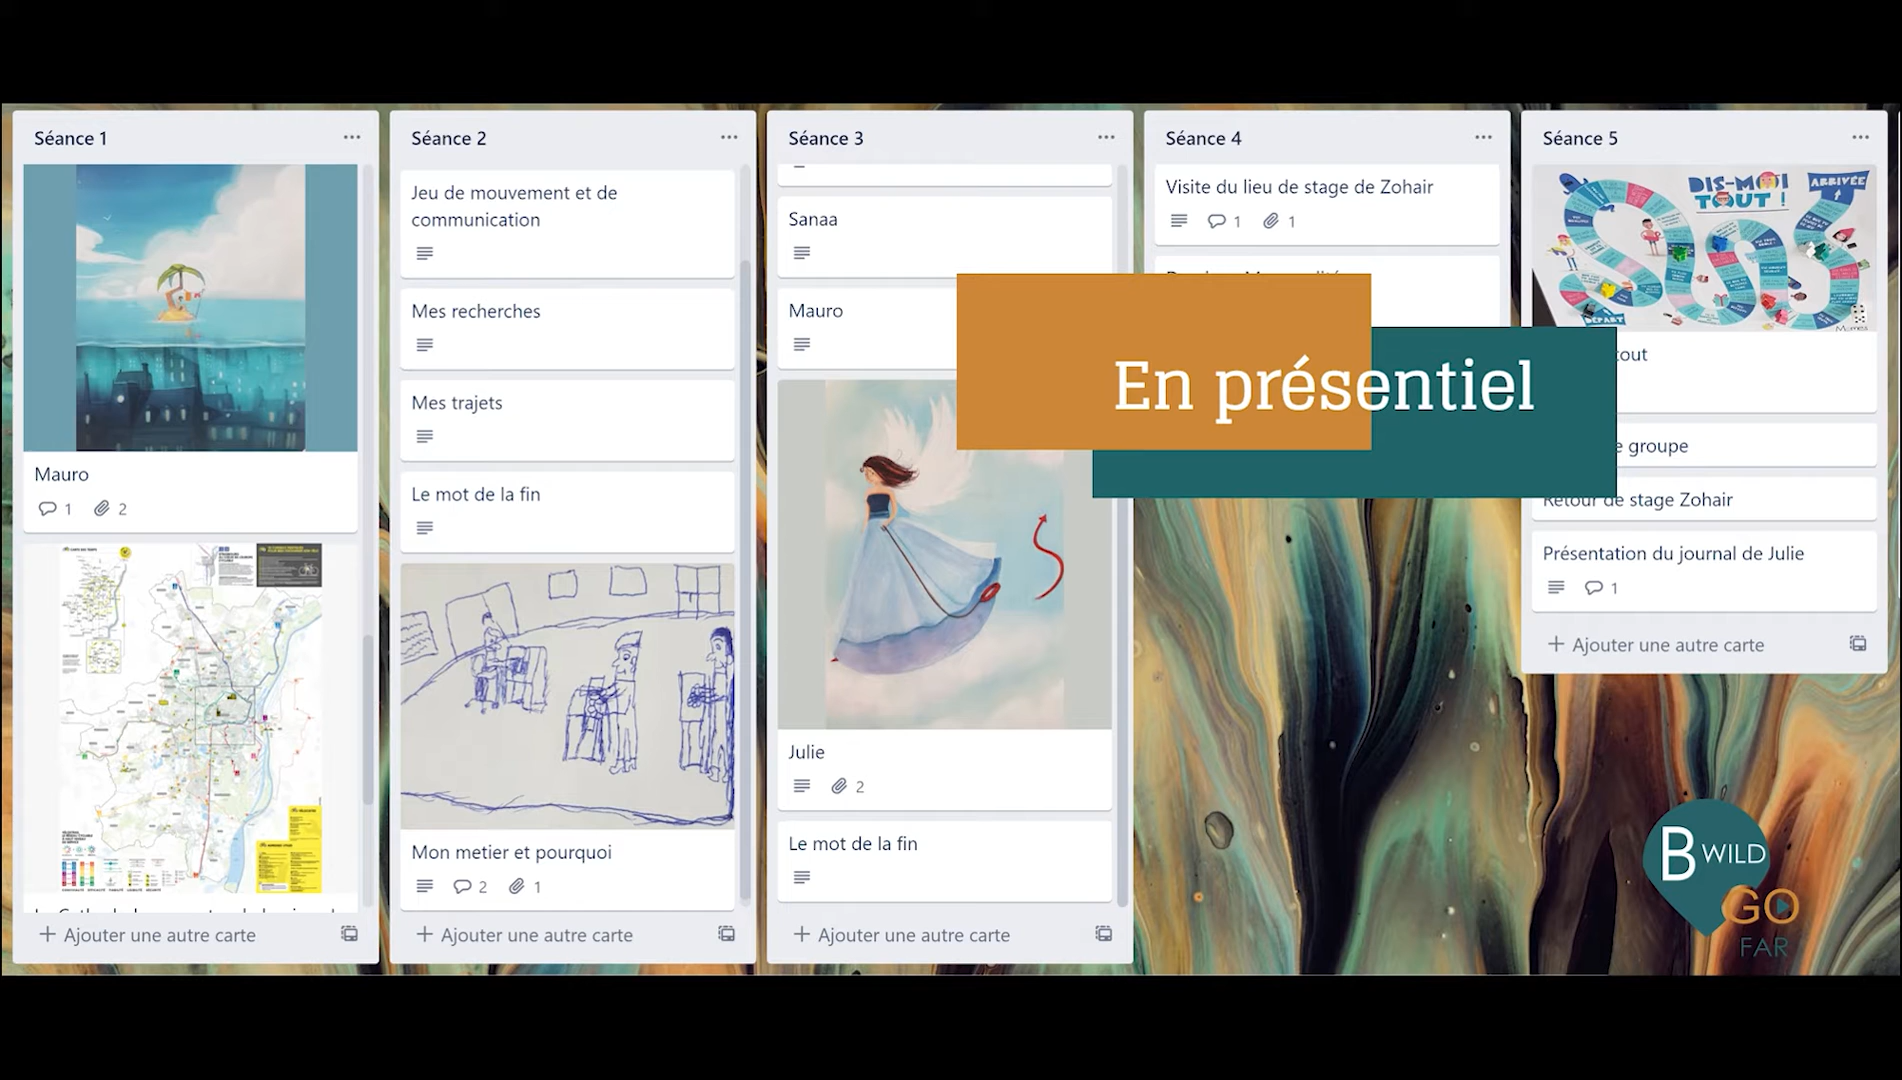 Séance 1
Mauro
1 2
Ajouter une autre carte
Séance 2
Jeu de mouvement et de
communication
Mes recherches
Mes trajets
Le mot de la fin
Mon metier et pourquoi
2 1
Ajouter une autre carte
Séance 3
Sanaa
Mauro
Julie
2
Le mot de la fin
Ajouter une autre carte
Séance 4
Visite du lieu de stage de Zohair
1 1
En présentiel
Séance 5
DIS-MOI
TOUT !
ARRIVÉE
DÉPART
tout
groupe
Retour de stage Zohair
Présentation du journal de Julie
1
Ajouter une autre carte
B WILD
GO
FAR